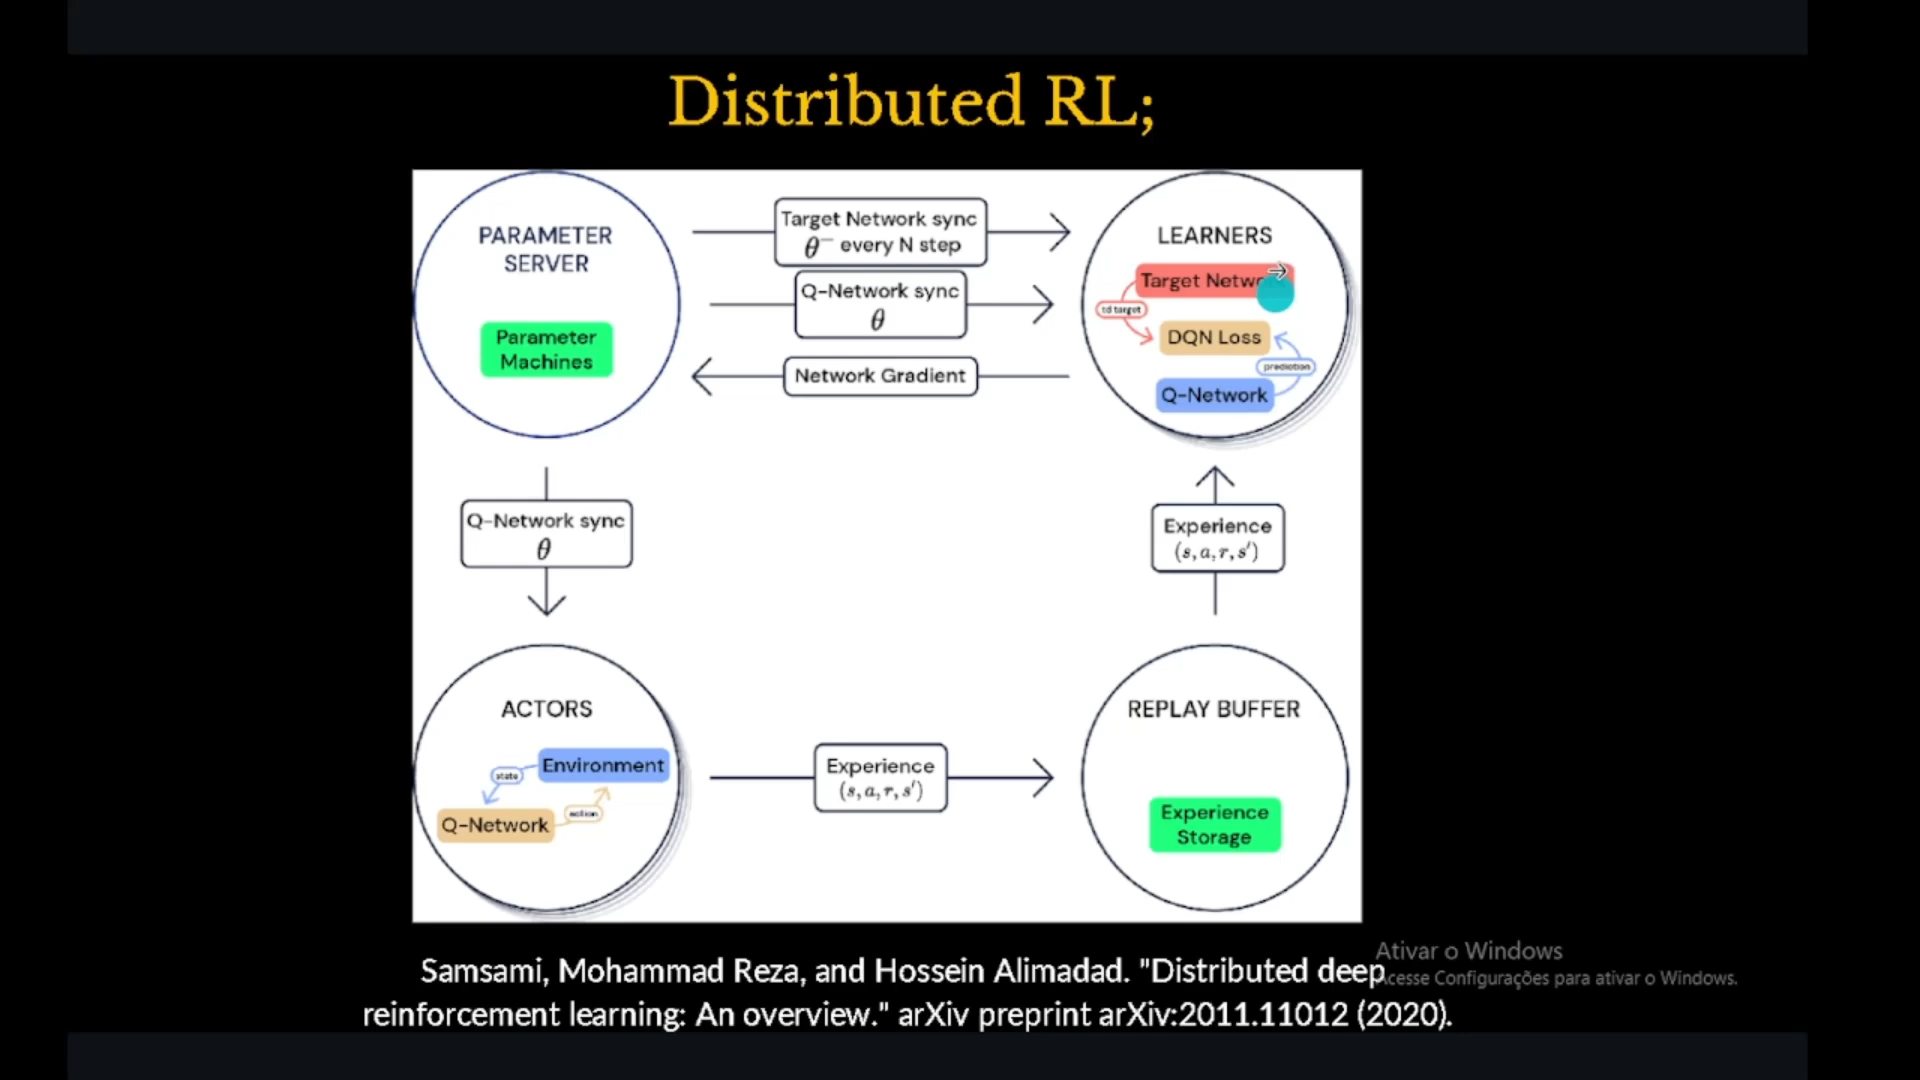 Distributed RL;
PARAMETER
SERVER
Parameter
Machines
Target Network sync
θ⁻ every N step
Q-Network sync
θ
Network Gradient
LEARNERS
Target
td target
DQN Loss
prediction
Q-Network
Q-Network sync
θ
Experience
(s, a, r, s')
ACTORS
Environment
state
action
Q-Network
Experience
(s, a, r, s')
REPLAY BUFFER
Experience
Storage
Samsami, Mohammad Reza, and Hossein Alimadad. "Distributed deep
reinforcement learning: An overview." arXiv preprint arXiv:2011.11012 (2020).
Ativar o Windows
Acesse Configurações para ativar o Windows.